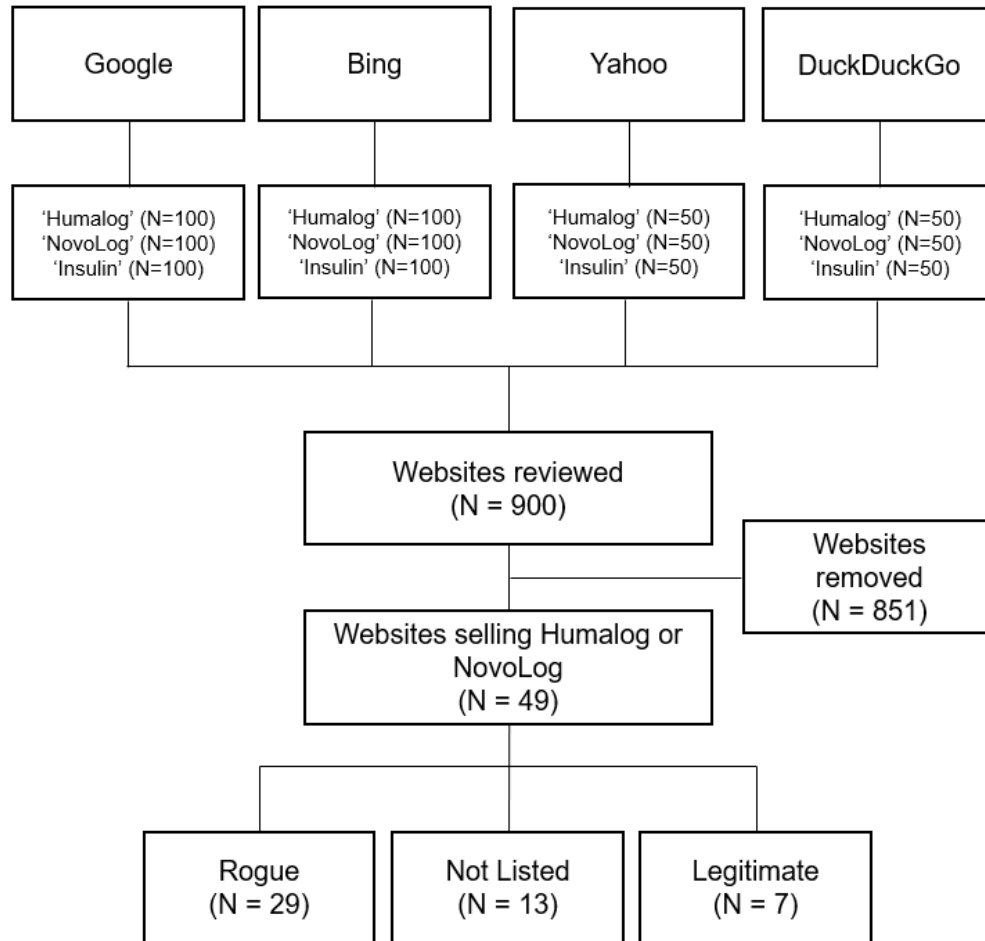 Google
Bing
Yahoo
DuckDuckGo
‘Humalog’ (N=100)
‘NovoLog’ (N=100)
‘Insulin’ (N=100)
‘Humalog’ (N=100)
‘NovoLog’ (N=100)
‘Insulin’ (N=100)
‘Humalog’ (N=50)
‘NovoLog’ (N=50)
‘Insulin’ (N=50)
‘Humalog’ (N=50)
‘NovoLog’ (N=50)
‘Insulin’ (N=50)
Websites reviewed
(N = 900)
Websites
removed
(N = 851)
Websites selling Humalog or
NovoLog
(N = 49)
Rogue
(N = 29)
Not Listed
(N = 13)
Legitimate
(N = 7)